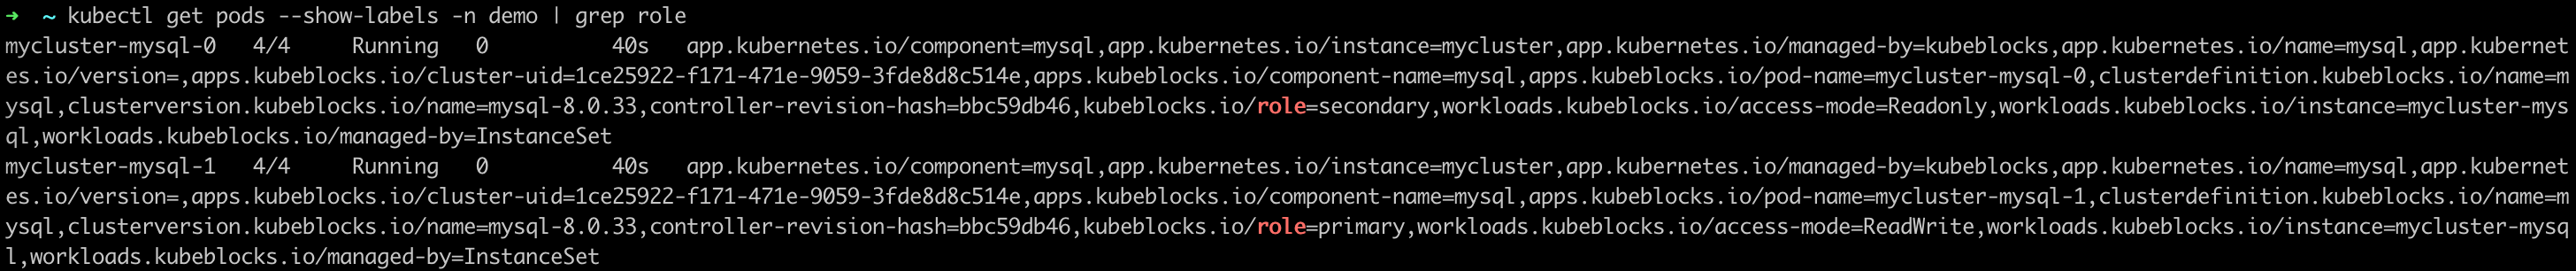 → ~ kubectl get pods --show-labels -n demo | grep role
mycluster-mysql-0   4/4     Running   0          40s   app.kubernetes.io/component=mysql,app.kubernetes.io/instance=mycluster,app.kubernetes.io/managed-by=kubeblocks,app.kubernetes.io/name=mysql,app.kubernet
es.io/version=,apps.kubeblocks.io/cluster-uid=1ce25922-f171-471e-9059-3fde8d8c514e,apps.kubeblocks.io/component-name=mysql,apps.kubeblocks.io/pod-name=mycluster-mysql-0,clusterdefinition.kubeblocks.io/name=m
ysql,clusterversion.kubeblocks.io/name=mysql-8.0.33,controller-revision-hash=bbc59db46,kubeblocks.io/role=secondary,workloads.kubeblocks.io/access-mode=Readonly,workloads.kubeblocks.io/instance=mycluster-mys
ql,workloads.kubeblocks.io/managed-by=InstanceSet
mycluster-mysql-1   4/4     Running   0          40s   app.kubernetes.io/component=mysql,app.kubernetes.io/instance=mycluster,app.kubernetes.io/managed-by=kubeblocks,app.kubernetes.io/name=mysql,app.kubernet
es.io/version=,apps.kubeblocks.io/cluster-uid=1ce25922-f171-471e-9059-3fde8d8c514e,apps.kubeblocks.io/component-name=mysql,apps.kubeblocks.io/pod-name=mycluster-mysql-1,clusterdefinition.kubeblocks.io/name=m
ysql,clusterversion.kubeblocks.io/name=mysql-8.0.33,controller-revision-hash=bbc59db46,kubeblocks.io/role=primary,workloads.kubeblocks.io/access-mode=ReadWrite,workloads.kubeblocks.io/instance=mycluster-mysq
l,workloads.kubeblocks.io/managed-by=InstanceSet